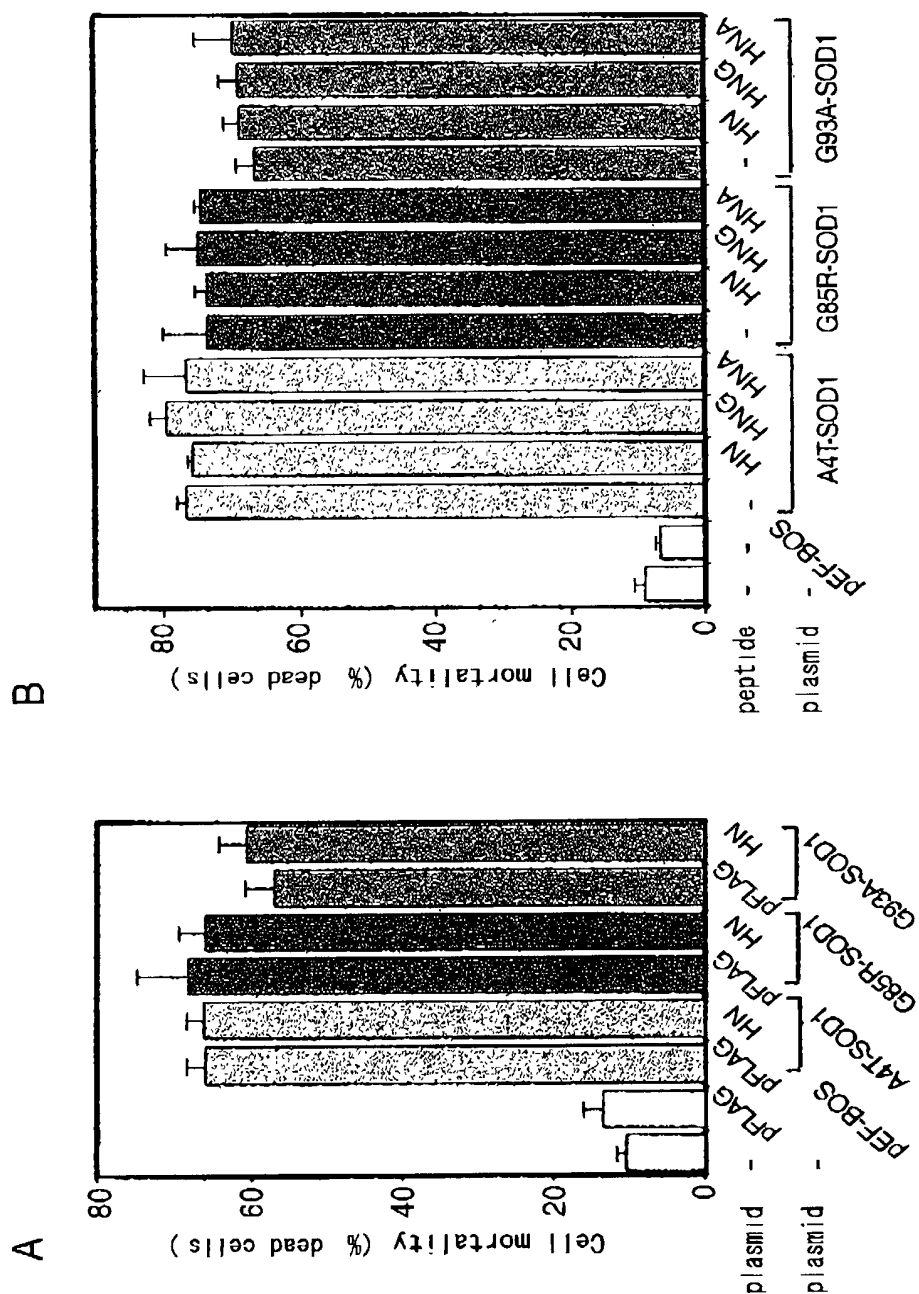 A
Cell mortality (% dead cells)
80
60
40
20
0
plasmid - pFLAG pFLAG HN pFLAG HN pFLAG HN
plasmid - pEF-BOS A4T-SOD1 G85R-SOD1 G93A-SOD1
B
Cell mortality (% dead cells)
80
60
40
20
0
peptide - - - HN HNG HNA - HN HNG HNA - HN HNG HNA
plasmid - pEF-BOS A4T-SOD1 G85R-SOD1 G93A-SOD1